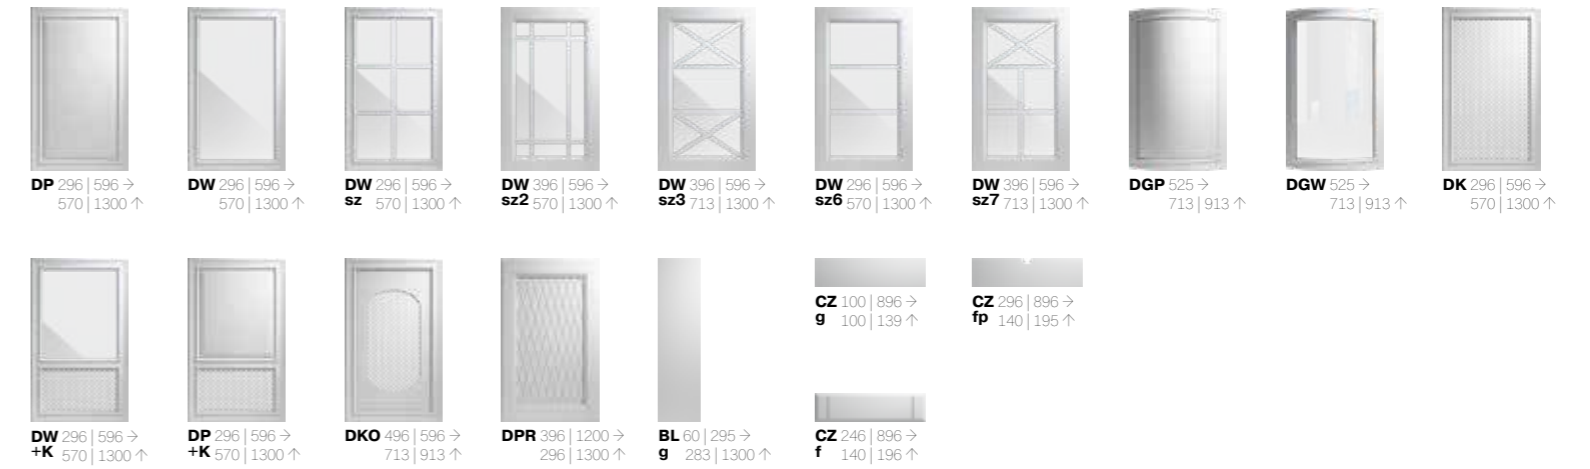 DP 296 | 596 →
570 | 1300 ↑
DW 296 | 596 →
570 | 1300 ↑
DW 296 | 596 →
sz 570 | 1300 ↑
DW 396 | 596 →
sz2 570 | 1300 ↑
DW 396 | 596 →
sz3 713 | 1300 ↑
DW 296 | 596 →
sz6 570 | 1300 ↑
DW 396 | 596 →
sz7 713 | 1300 ↑
DGP 525 →
713 | 913 ↑
DGW 525 →
713 | 913 ↑
DK 296 | 596 →
570 | 1300 ↑
DW 296 | 596 →
+K 570 | 1300 ↑
DP 296 | 596 →
+K 570 | 1300 ↑
DKO 496 | 596 →
713 | 913 ↑
DPR 396 | 1200 →
296 | 1300 ↑
BL 60 | 295 →
g 283 | 1300 ↑
CZ 100 | 896 →
g 100 | 139 ↑
CZ 296 | 896 →
fp 140 | 195 ↑
CZ 246 | 896 →
f 140 | 196 ↑